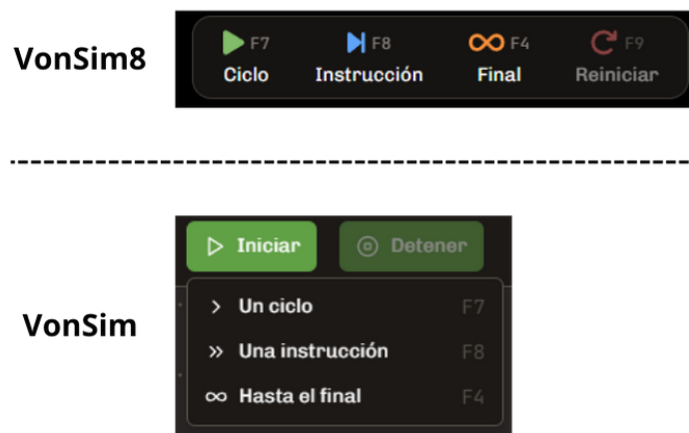 VonSim8
F7 F8 F4 F9
Ciclo Instrucción Final Reiniciar
VonSim
Iniciar Detener
Un ciclo F7
Una instrucción F8
Hasta el final F4